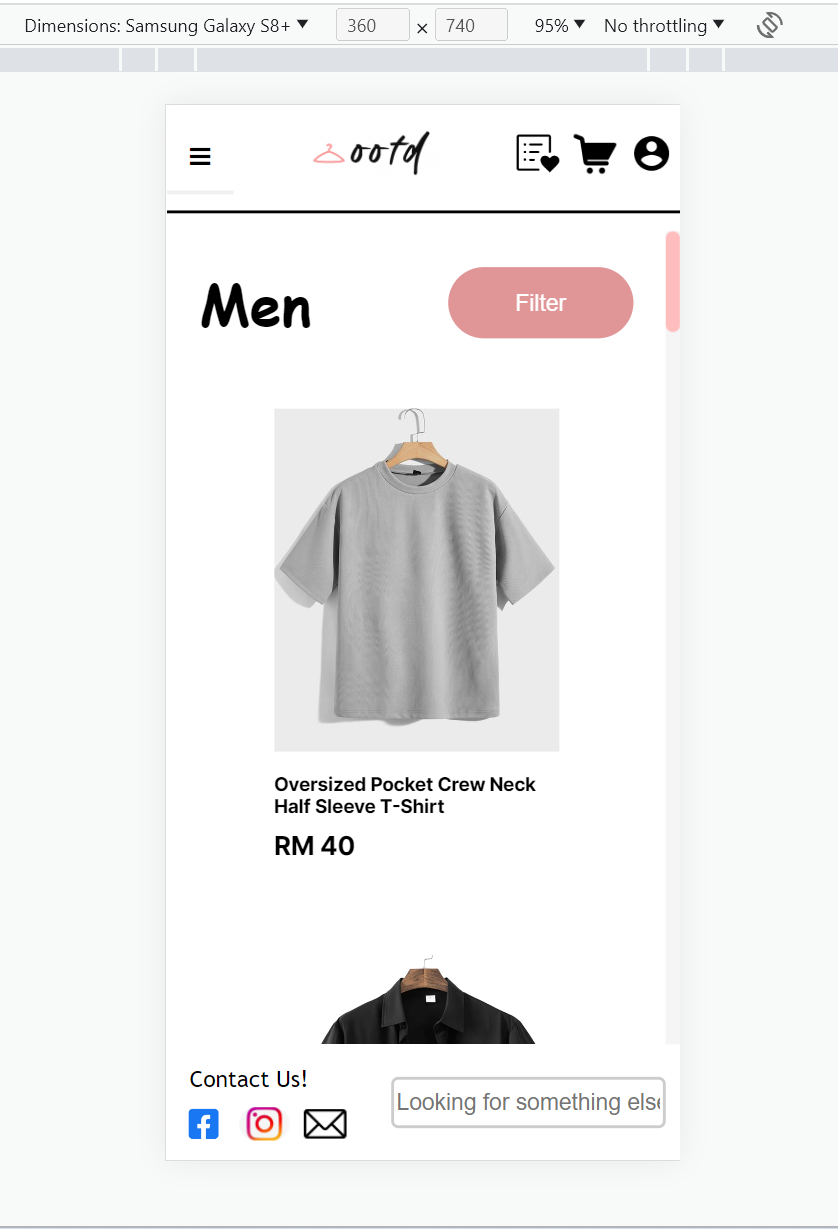 Dimensions: Samsung Galaxy S8+ 360 × 740 95% No throttling
ootd
Men
Filter
Oversized Pocket Crew Neck
Half Sleeve T-Shirt
RM 40
Contact Us!
Looking for something else